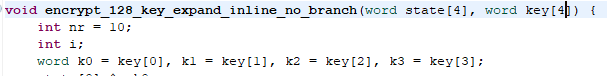 void encrypt_128_key_expand_inline_no_branch(word state[4], word key[4]) {
int nr = 10;
int i;
word k0 = key[0], k1 = key[1], k2 = key[2], k3 = key[3];